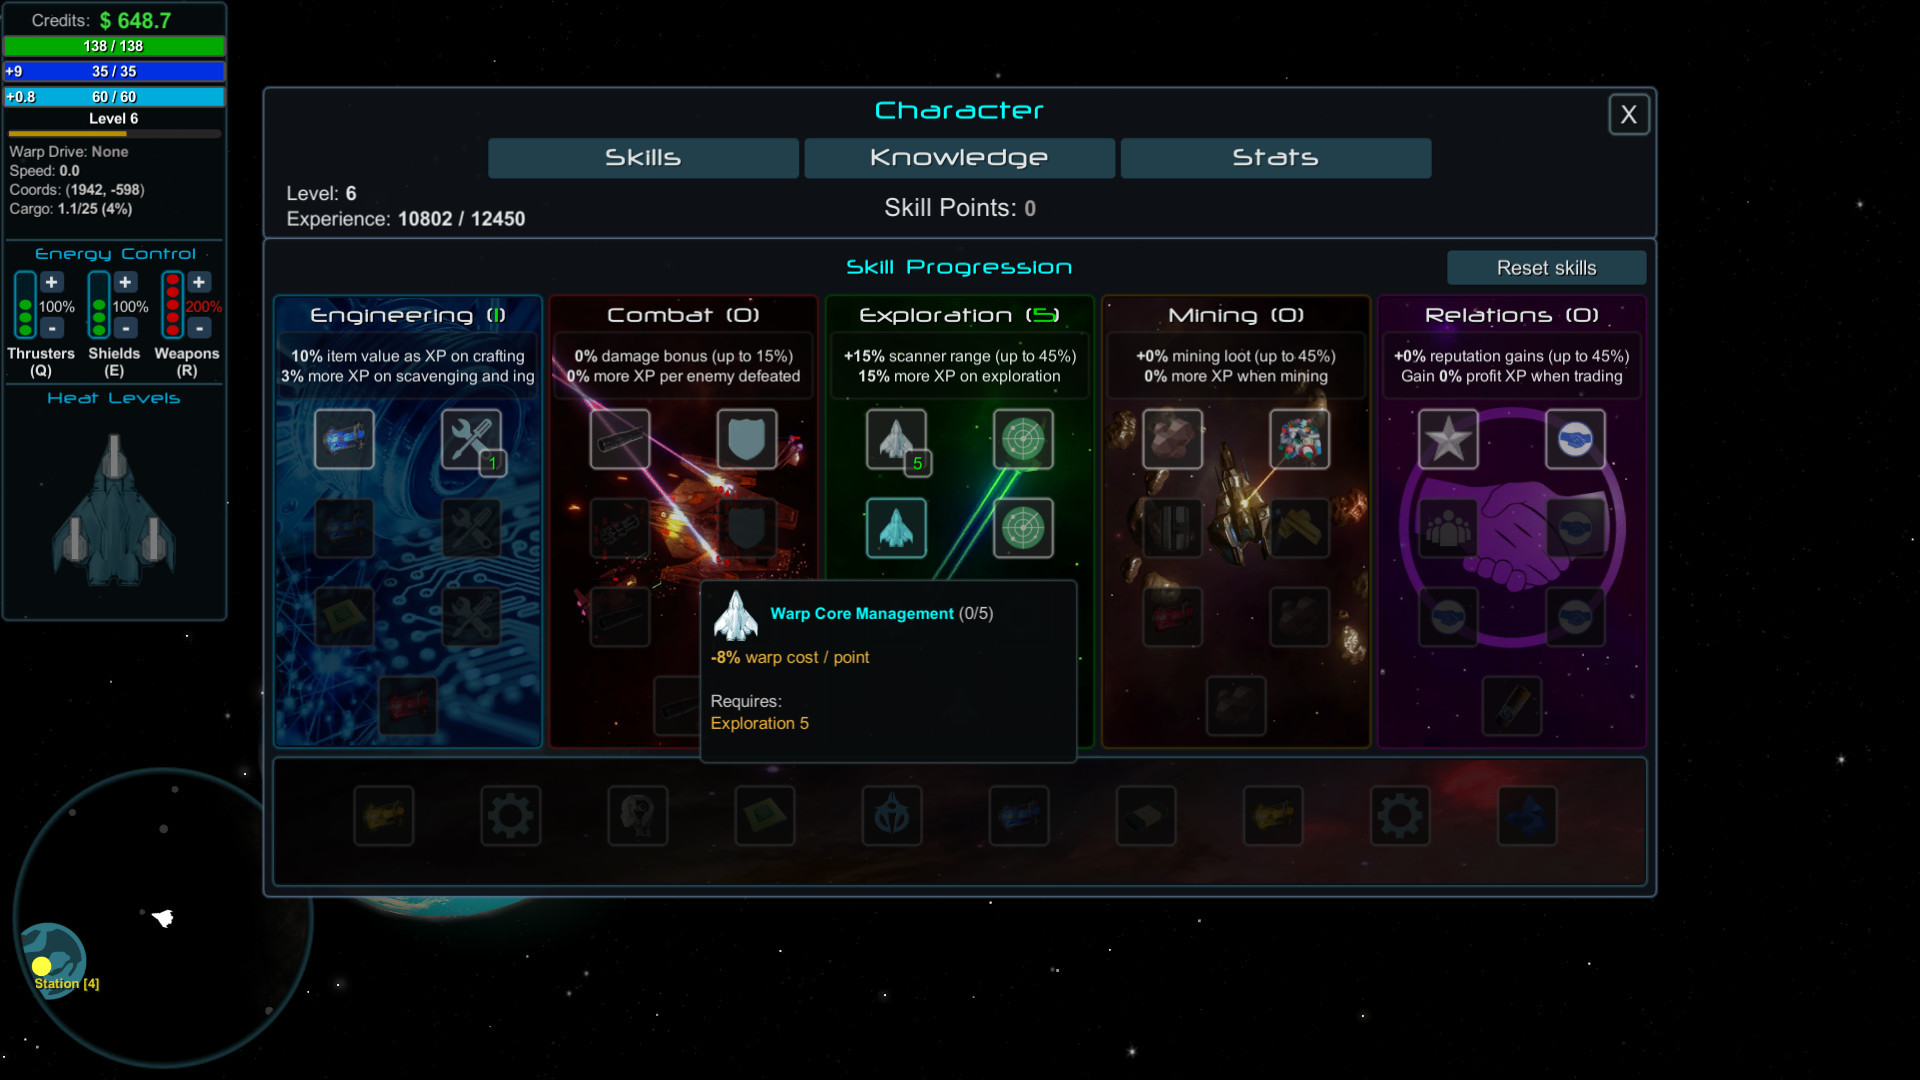 Credits: $ 648.7
138 / 138
+9 35 / 35
+0.8 60 / 60
Level 6
Warp Drive: None
Speed: 0.0
Coords: (1942, -598)
Cargo: 1.1/25 (4%)
Energy Control
+ + +
100% 100% 200%
- - -
Thrusters Shields Weapons
(Q) (E) (R)
Heat Levels
Station [4]
Character
X
Skills Knowledge Stats
Level: 6
Experience: 10802 / 12450
Skill Points: 0
Skill Progression
Reset skills
Engineering (1)
10% item value as XP on crafting
3% more XP on scavenging and ing
1
Combat (0)
0% damage bonus (up to 15%)
0% more XP per enemy defeated
Exploration (5)
+15% scanner range (up to 45%)
15% more XP on exploration
5
Mining (0)
+0% mining loot (up to 45%)
0% more XP when mining
Relations (0)
+0% reputation gains (up to 45%)
Gain 0% profit XP when trading
Warp Core Management (0/5)
-8% warp cost / point
Requires:
Exploration 5